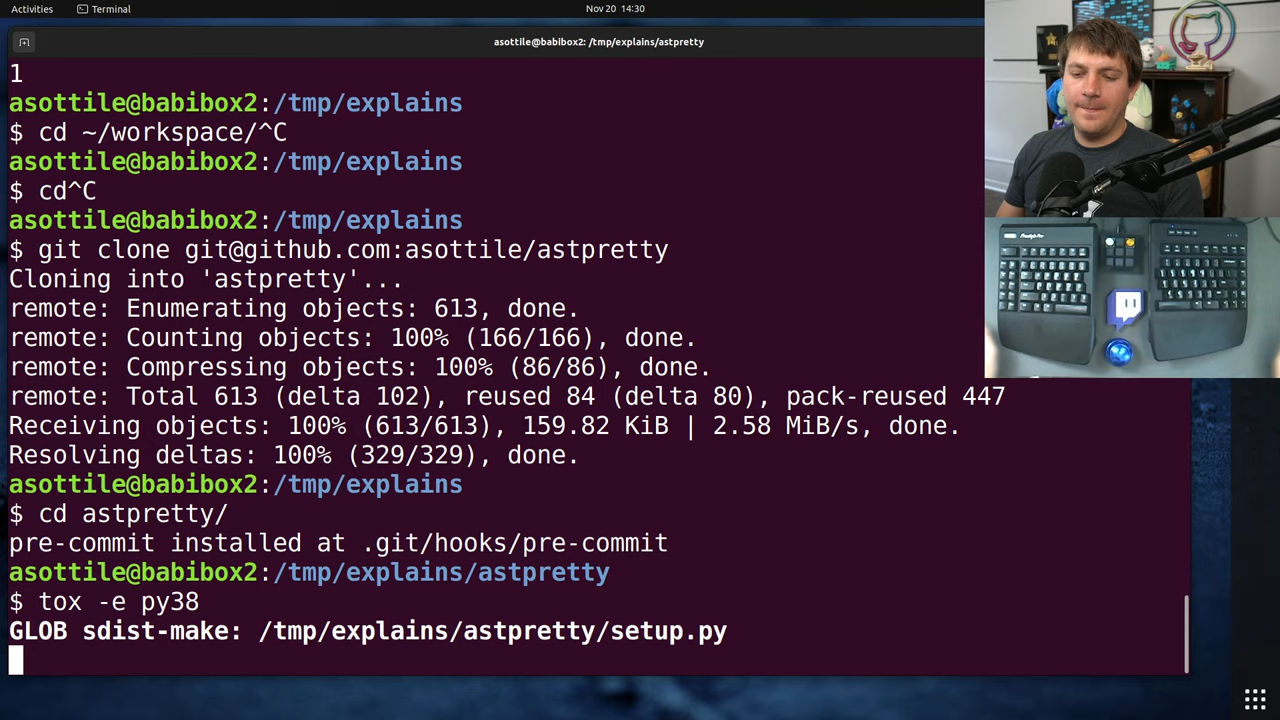 Activities
Terminal
Nov 20 14:30
asottile@babibox2: /tmp/explains/astpretty
1
asottile@babibox2:/tmp/explains
$ cd ~/workspace/^C
asottile@babibox2:/tmp/explains
$ cd^C
asottile@babibox2:/tmp/explains
$ git clone git@github.com:asottile/astpretty
Cloning into 'astpretty'...
remote: Enumerating objects: 613, done.
remote: Counting objects: 100% (166/166), done.
remote: Compressing objects: 100% (86/86), done.
remote: Total 613 (delta 102), reused 84 (delta 80), pack-reused 447
Receiving objects: 100% (613/613), 159.82 KiB | 2.58 MiB/s, done.
Resolving deltas: 100% (329/329), done.
asottile@babibox2:/tmp/explains
$ cd astpretty/
pre-commit installed at .git/hooks/pre-commit
asottile@babibox2:/tmp/explains/astpretty
$ tox -e py38
GLOB sdist-make: /tmp/explains/astpretty/setup.py